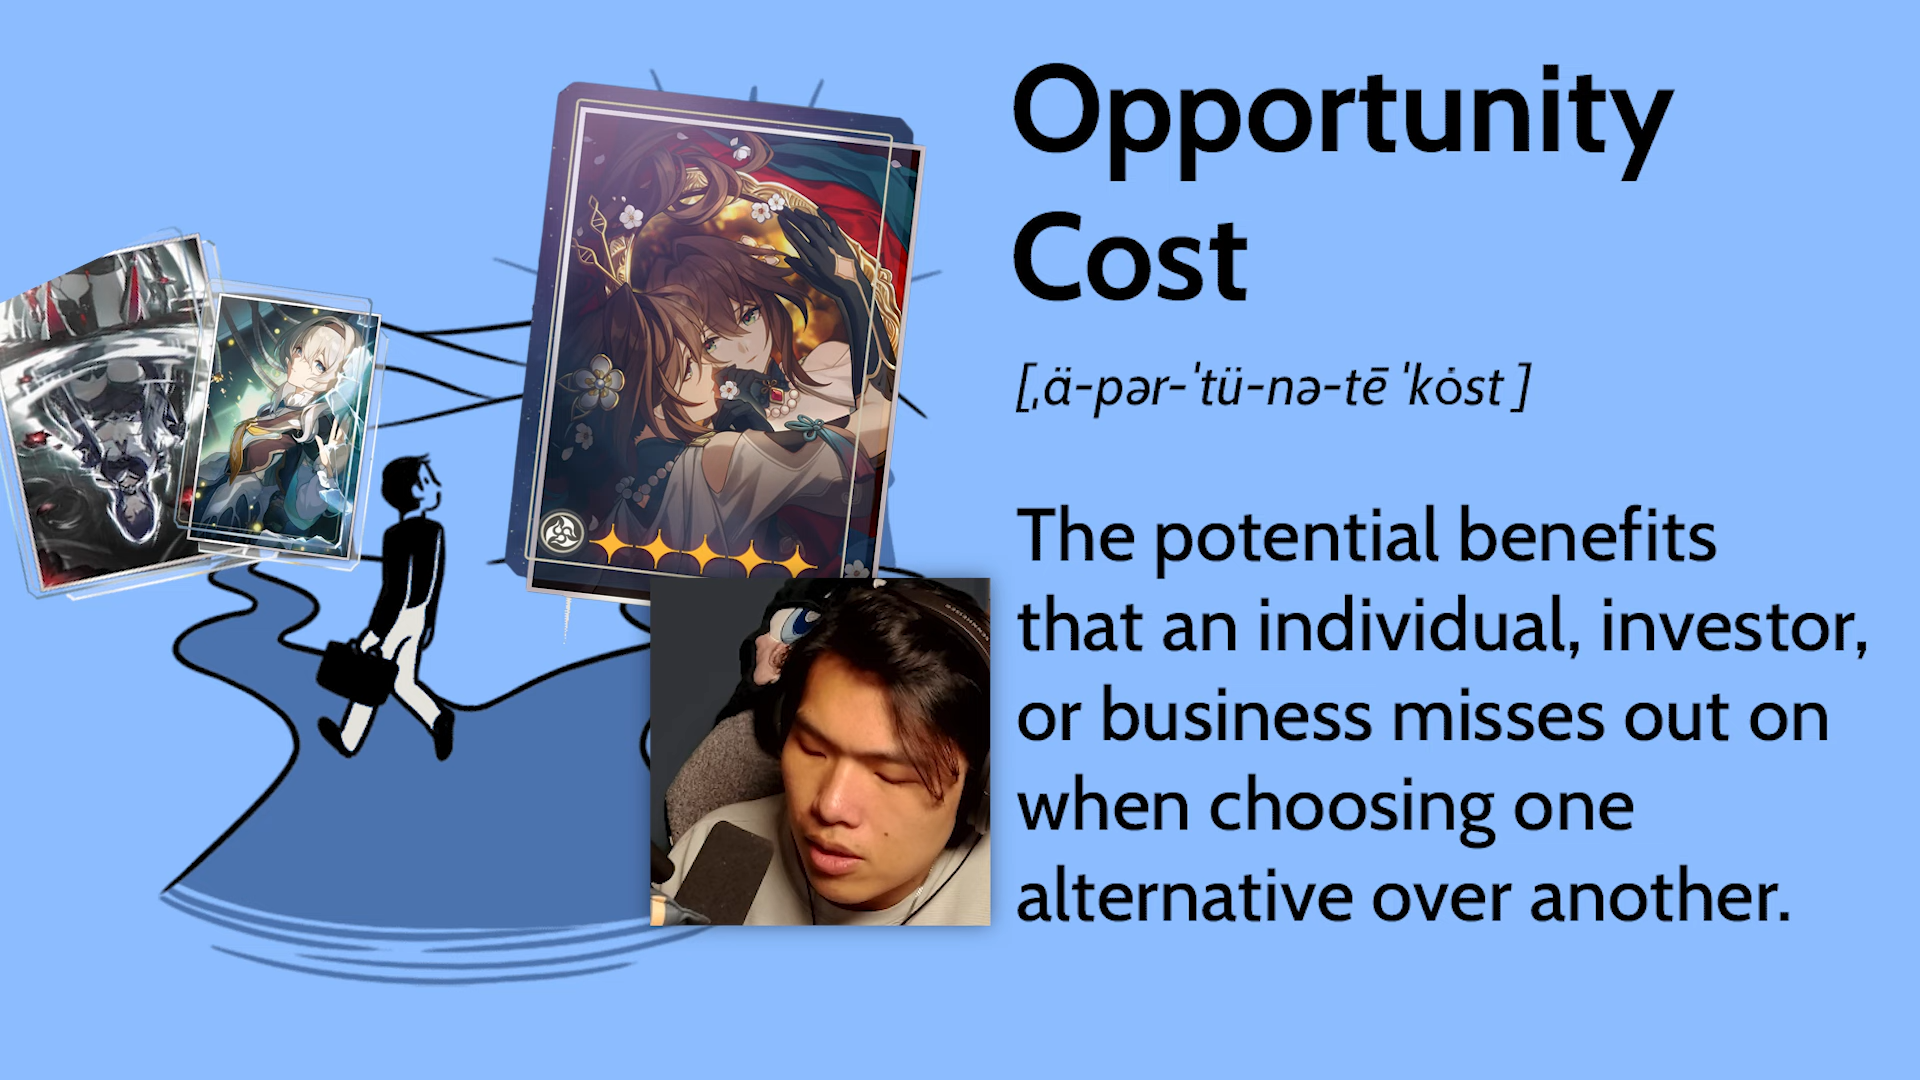 Opportunity
Cost
[ˌä-pər-ˈtü-nə-tē ˈkȯst ]
The potential benefits
that an individual, investor,
or business misses out on
when choosing one
alternative over another.